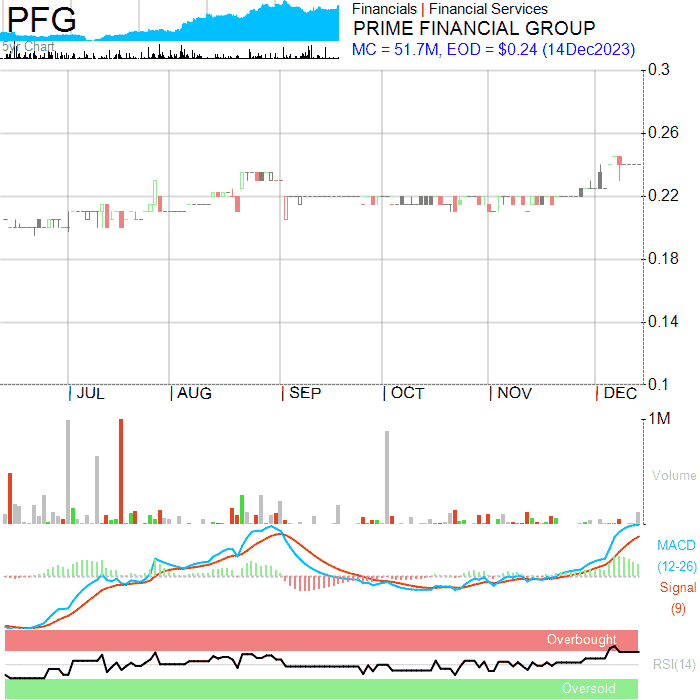 PFG
5yr Chart
Financials | Financial Services
PRIME FINANCIAL GROUP
MC = 51.7M, EOD = $0.24 (14Dec2023)
0.3
0.26
0.22
0.18
0.14
0.1
JUL AUG SEP OCT NOV DEC
1M
Volume
MACD
(12-26)
Signal
(9)
Overbought
RSI(14)
Oversold